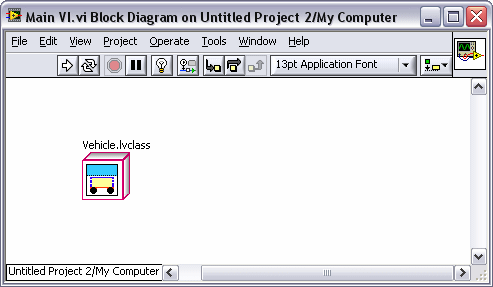 Main VI.vi Block Diagram on Untitled Project 2/My Computer
File Edit View Project Operate Tools Window Help
13pt Application Font
Vehicle.lvclass
Untitled Project 2/My Computer